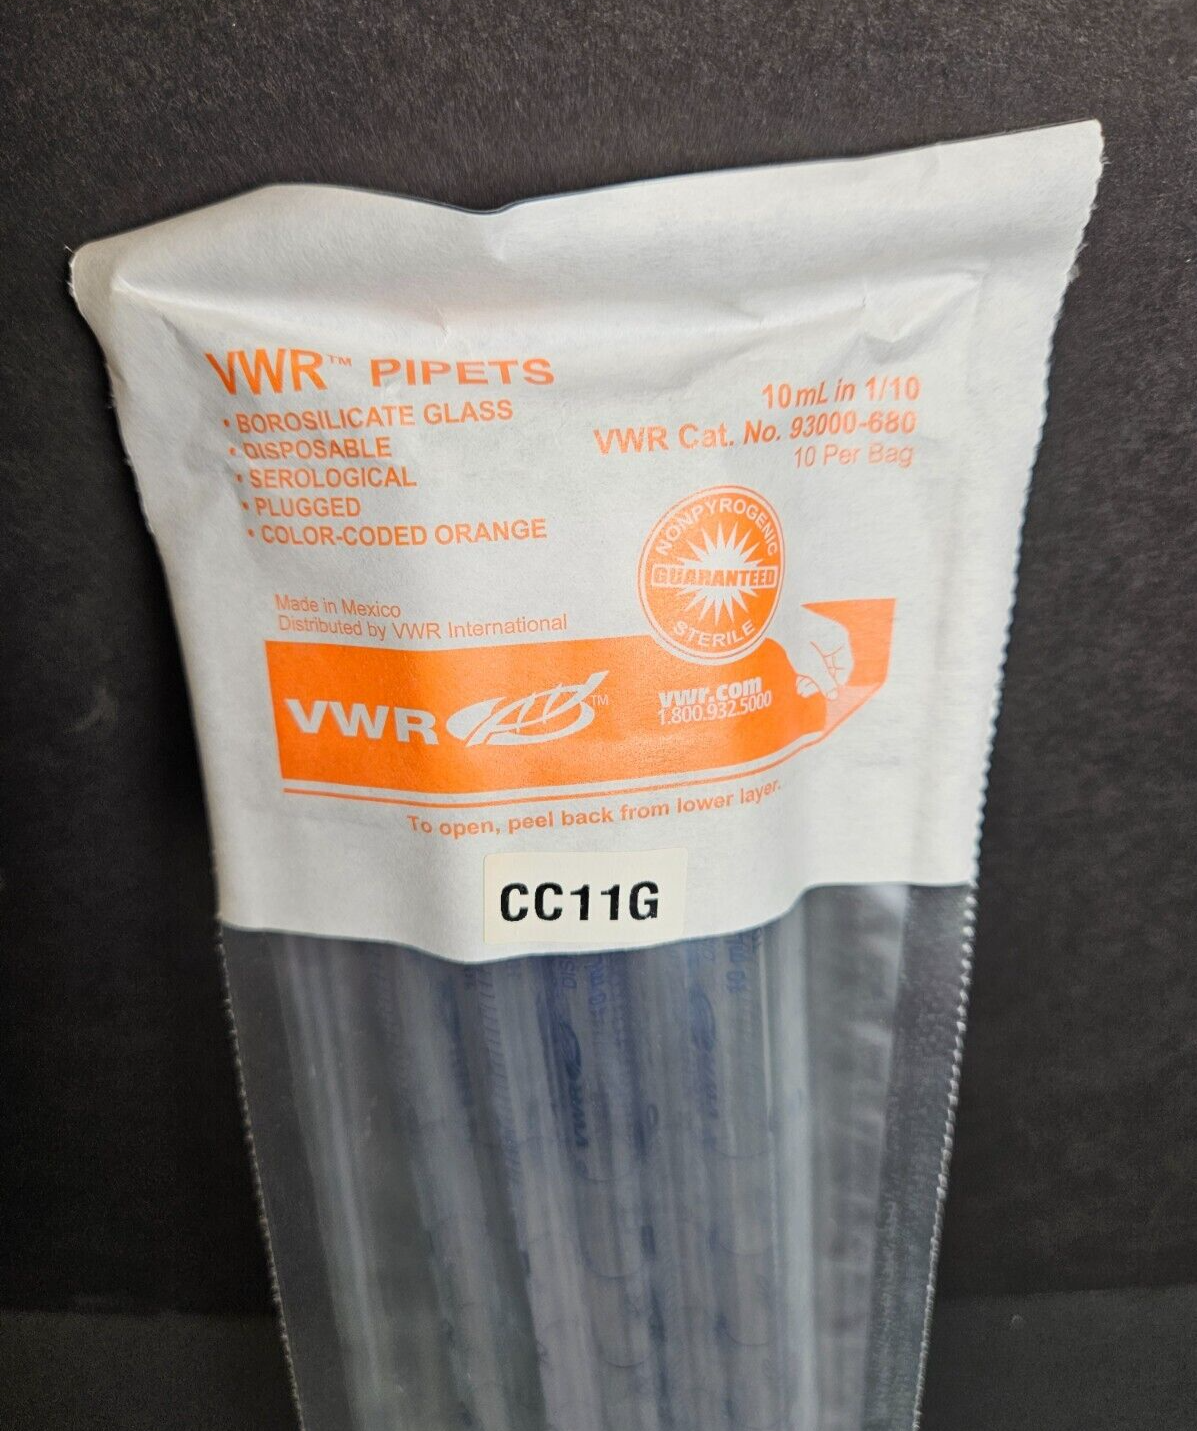 VWR™ PIPETS
• BOROSILICATE GLASS
• DISPOSABLE
• SEROLOGICAL
• PLUGGED
• COLOR-CODED ORANGE
10 mL in 1/10
VWR Cat. No. 93000-680
10 Per Bag
NONPYROGENIC
GUARANTEED
STERILE
Made in Mexico
Distributed by VWR International
VWR ™
vwr.com
1.800.932.5000
To open, peel back from lower layer.
CC11G
VWR